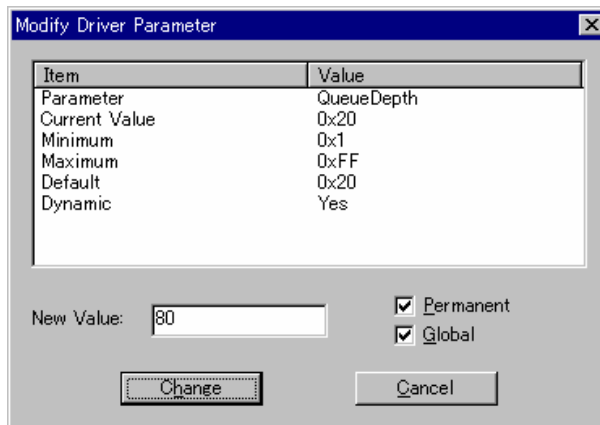 Modify Driver Parameter
Item Value
Parameter QueueDepth
Current Value 0x20
Minimum 0x1
Maximum 0xFF
Default 0x20
Dynamic Yes
New Value: 80 Permanent
Global
Change Cancel